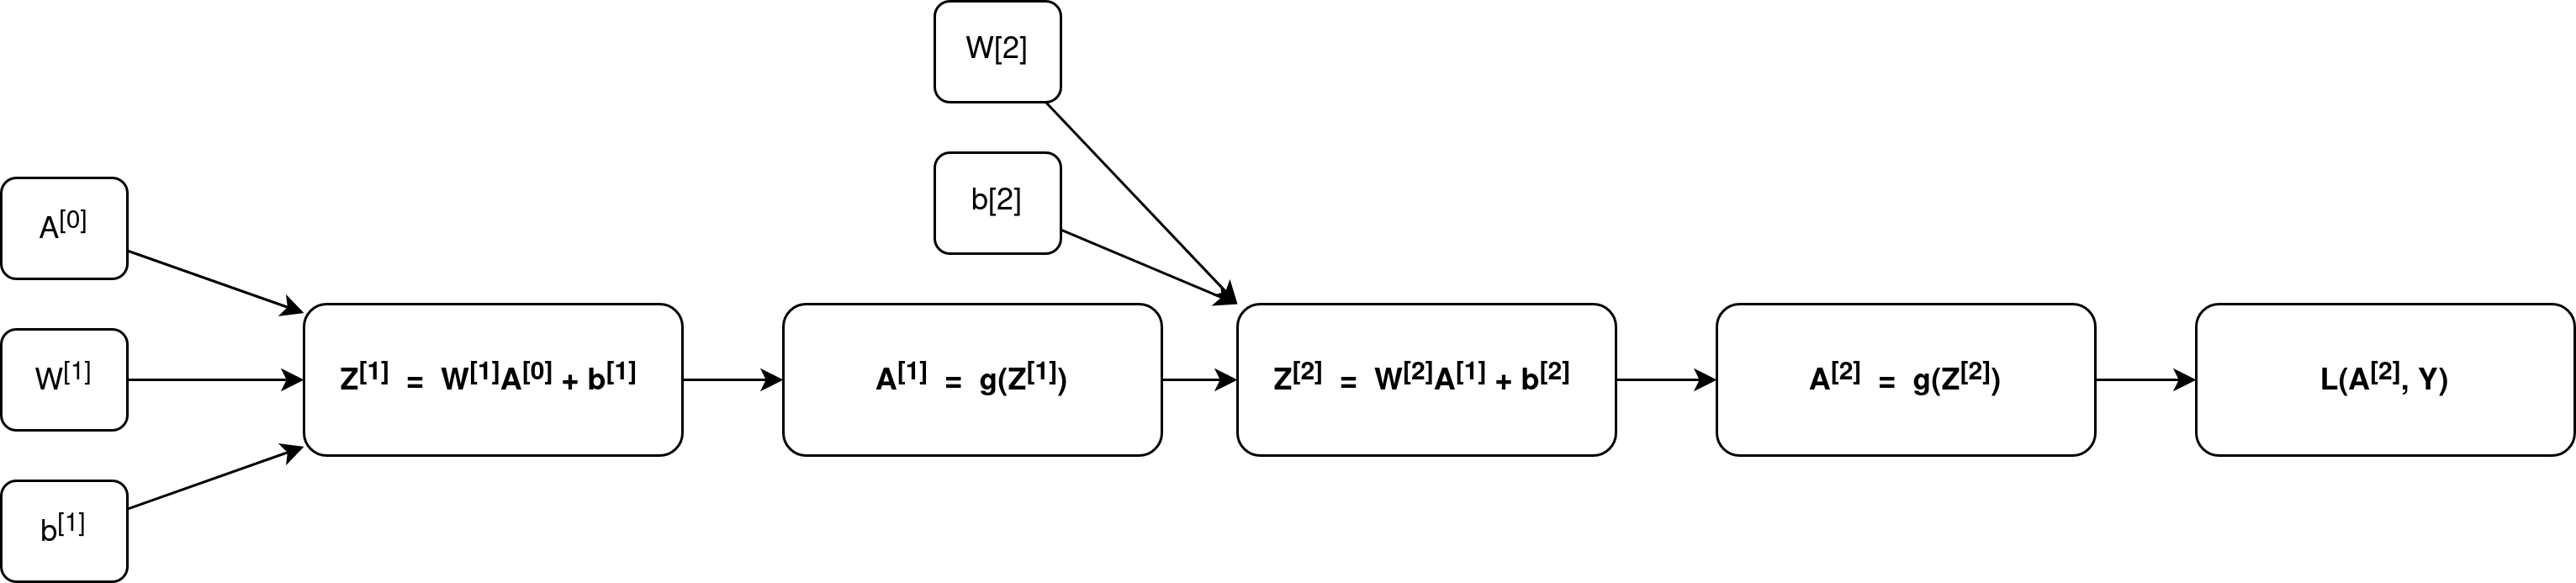 W[2]
b[2]
A^[0]
W^[1]
b^[1]
Z^[1] = W^[1]A^[0] + b^[1]
A^[1] = g(Z^[1])
Z^[2] = W^[2]A^[1] + b^[2]
A^[2] = g(Z^[2])
L(A^[2], Y)